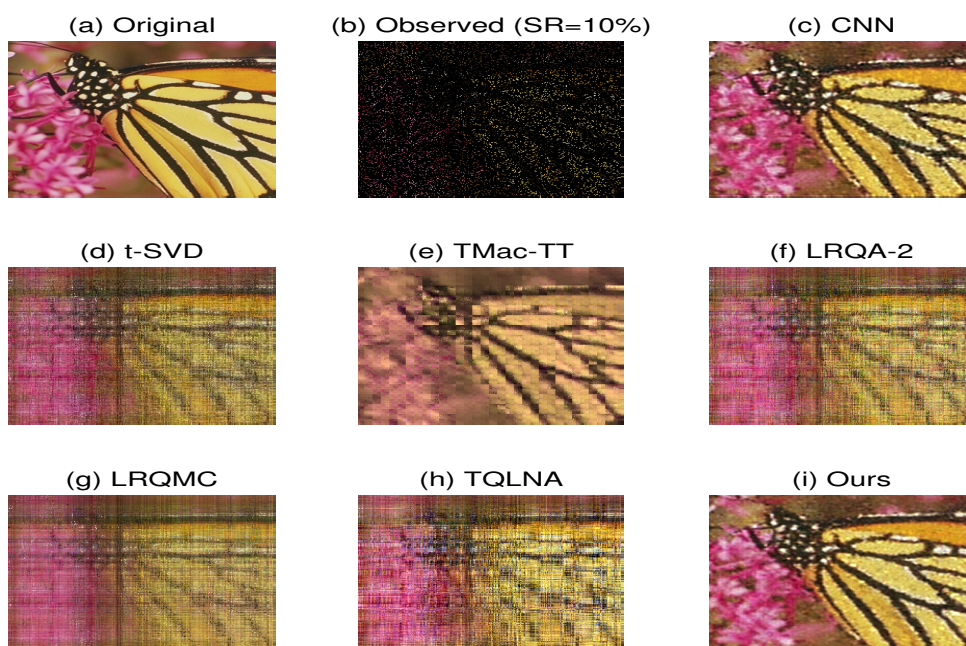 (a) Original
(b) Observed (SR=10%)
(c) CNN
(d) t-SVD
(e) TMac-TT
(f) LRQA-2
(g) LRQMC
(h) TQLNA
(i) Ours